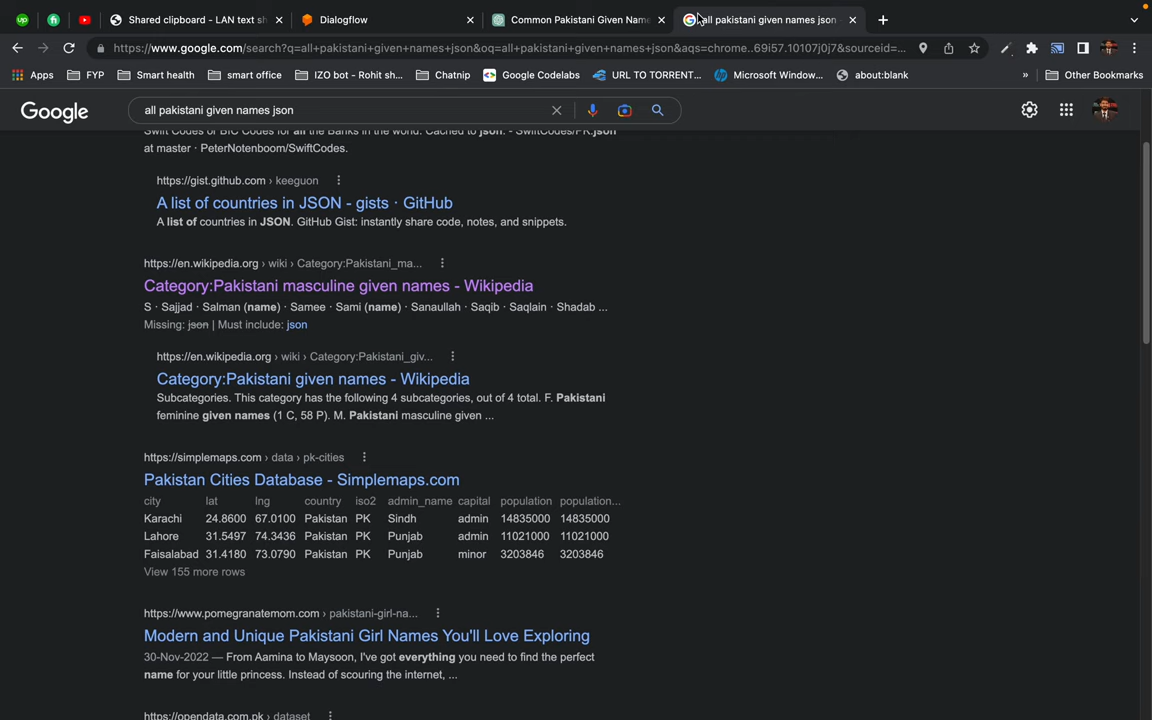 Shared clipboard - LAN text sh
Dialogflow
Common Pakistani Given Name
all pakistani given names json -
https://www.google.com/search?q=all+pakistani+given+names+json&oq=all+pakistani+given+names+json&aqs=chrome..69i57.10107j0j7&sourceid=...
Apps
FYP
Smart health
smart office
IZO bot - Rohit sh...
Chatnip
Google Codelabs
URL TO TORRENT...
Microsoft Window...
about:blank
»
Other Bookmarks
Google
all pakistani given names json
Swift Codes or BIC Codes for all the Banks in the world. Cached to json. - SwiftCodes/PK.json
at master · PeterNotenboom/SwiftCodes.
https://gist.github.com › keeguon
A list of countries in JSON - gists · GitHub
A list of countries in JSON. GitHub Gist: instantly share code, notes, and snippets.
https://en.wikipedia.org › wiki › Category:Pakistani_ma...
Category:Pakistani masculine given names - Wikipedia
S · Sajjad · Salman (name) · Samee · Sami (name) · Sanaullah · Saqib · Saqlain · Shadab ...
Missing: json | Must include: json
https://en.wikipedia.org › wiki › Category:Pakistani_giv...
Category:Pakistani given names - Wikipedia
Subcategories. This category has the following 4 subcategories, out of 4 total. F. Pakistani
feminine given names (1 C, 58 P). M. Pakistani masculine given ...
https://simplemaps.com › data › pk-cities
Pakistan Cities Database - Simplemaps.com
city lat lng country iso2 admin_name capital population population...
Karachi 24.8600 67.0100 Pakistan PK Sindh admin 14835000 14835000
Lahore 31.5497 74.3436 Pakistan PK Punjab admin 11021000 11021000
Faisalabad 31.4180 73.0790 Pakistan PK Punjab minor 3203846 3203846
View 155 more rows
https://www.pomegranatemom.com › pakistani-girl-na...
Modern and Unique Pakistani Girl Names You'll Love Exploring
30-Nov-2022 — From Aamina to Maysoon, I've got everything you need to find the perfect
name for your little princess. Instead of scouring the internet, ...
https://opendata.com.pk › dataset